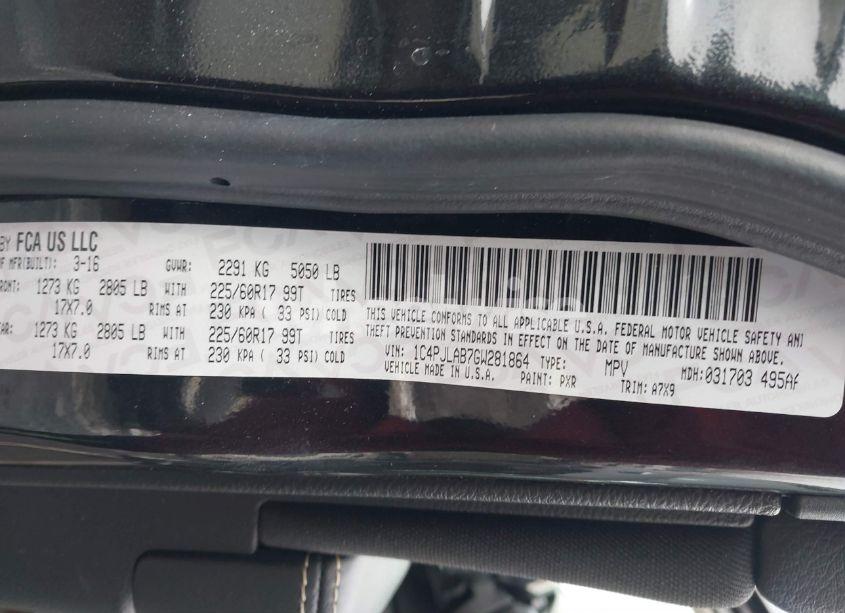 BY FCA US LLC
OF MFR(BUILT): 3-16 GVWR: 2291 KG 5050 LB
RONT: 1273 KG 2805 LB WITH 225/60R17 99T TIRES
17X7.0 RIMS AT 230 KPA ( 33 PSI) COLD
EAR: 1273 KG 2805 LB WITH 225/60R17 99T TIRES
17X7.0 RIMS AT 230 KPA ( 33 PSI) COLD
THIS VEHICLE CONFORMS TO ALL APPLICABLE U.S.A. FEDERAL MOTOR VEHICLE SAFETY AND
THEFT PREVENTION STANDARDS IN EFFECT ON THE DATE OF MANUFACTURE SHOWN ABOVE.
VIN: 1C4PJLAB7GW281864 TYPE: MPV MDH: 031703 495AF
VEHICLE MADE IN U.S.A. PAINT: PXR TRIM: A7X9